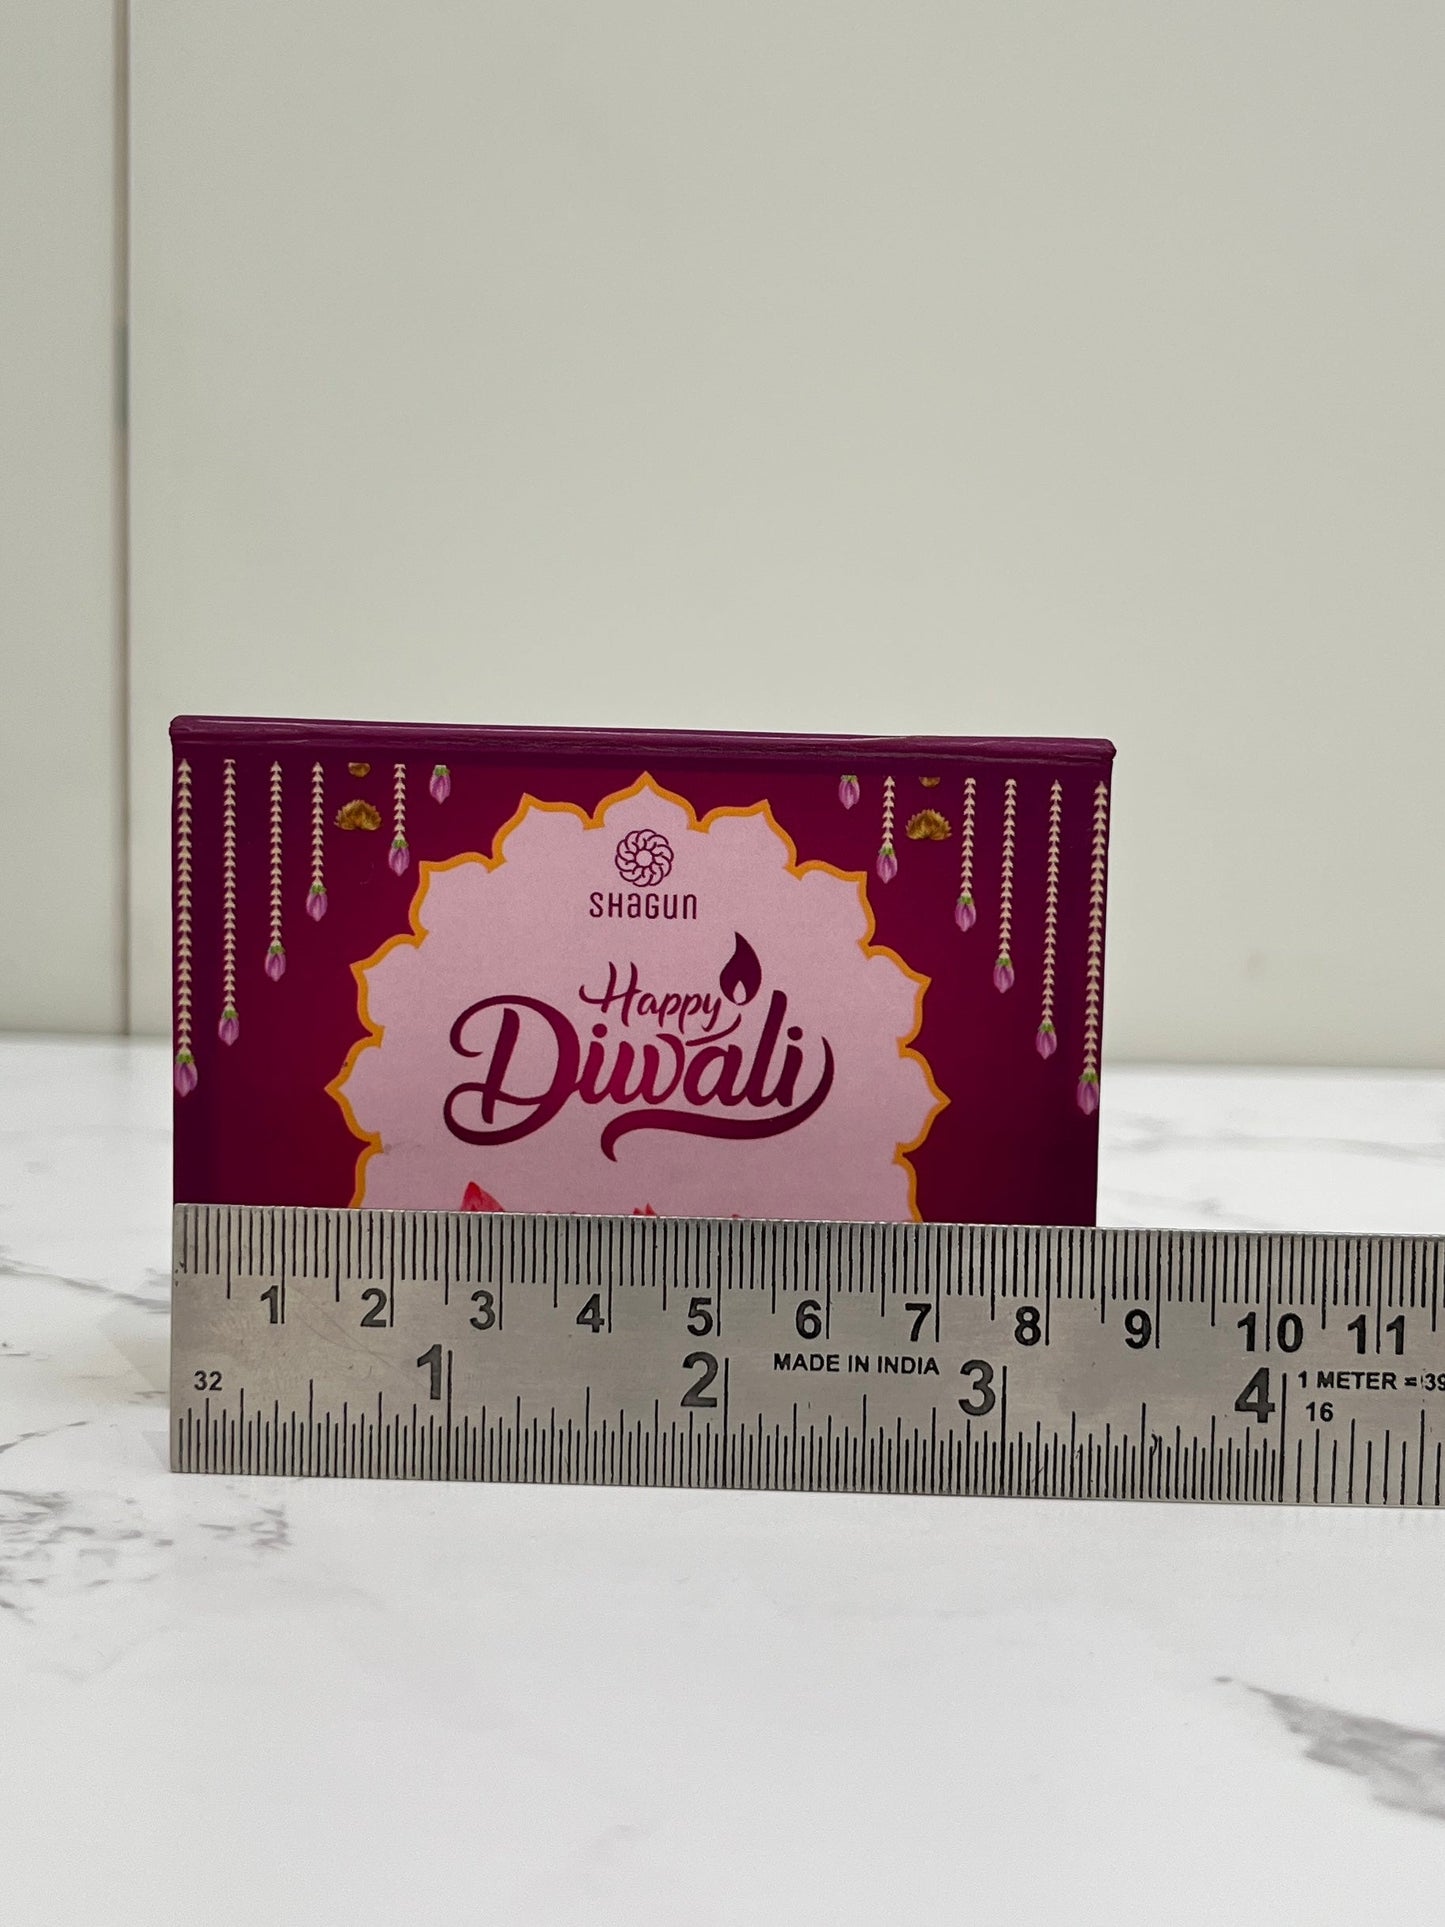 SHAGUN
Happy
Diwali
1 2 3 4 5 6 7 8 9 10 11
MADE IN INDIA
1 2 3 4
1 METER = 39
32
16